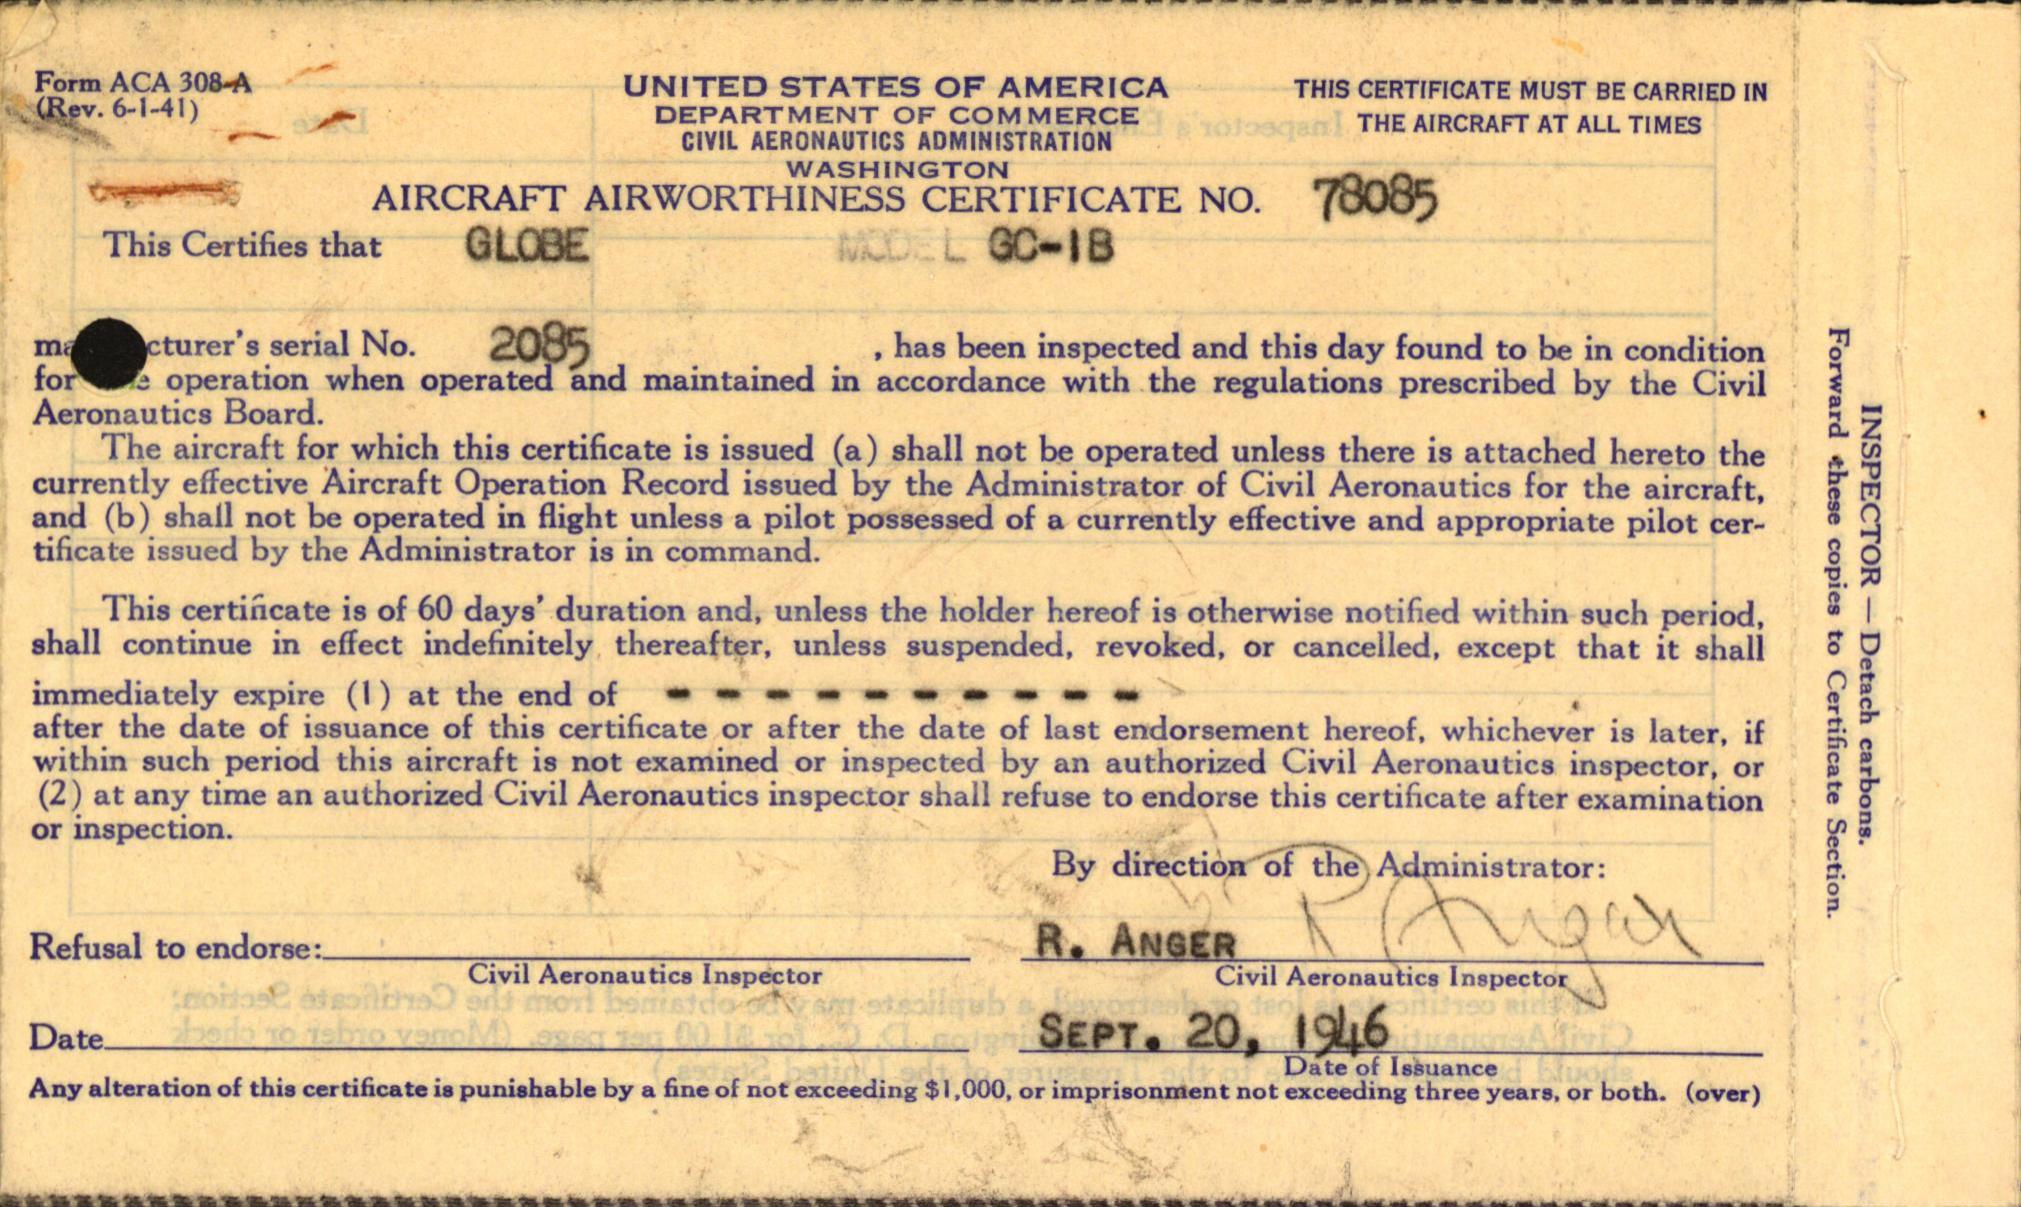 Form ACA 308-A
(Rev. 6-1-41)
UNITED STATES OF AMERICA
DEPARTMENT OF COMMERCE
CIVIL AERONAUTICS ADMINISTRATION
WASHINGTON
THIS CERTIFICATE MUST BE CARRIED IN
THE AIRCRAFT AT ALL TIMES
AIRCRAFT AIRWORTHINESS CERTIFICATE NO. 78085
This Certifies that GLOBE MODEL GC-1B
ma cturer's serial No. 2085 , has been inspected and this day found to be in condition
for operation when operated and maintained in accordance with the regulations prescribed by the Civil
Aeronautics Board.
The aircraft for which this certificate is issued (a) shall not be operated unless there is attached hereto the
currently effective Aircraft Operation Record issued by the Administrator of Civil Aeronautics for the aircraft,
and (b) shall not be operated in flight unless a pilot possessed of a currently effective and appropriate pilot cer-
tificate issued by the Administrator is in command.
This certificate is of 60 days' duration and, unless the holder hereof is otherwise notified within such period,
shall continue in effect indefinitely thereafter, unless suspended, revoked, or cancelled, except that it shall
immediately expire (1) at the end of - - - - - - - - - -
after the date of issuance of this certificate or after the date of last endorsement hereof, whichever is later, if
within such period this aircraft is not examined or inspected by an authorized Civil Aeronautics inspector, or
(2) at any time an authorized Civil Aeronautics inspector shall refuse to endorse this certificate after examination
or inspection.
By direction of the Administrator:
Refusal to endorse:
Civil Aeronautics Inspector
R. ANGER R Anger
Civil Aeronautics Inspector
Date
SEPT. 20, 1946
Date of Issuance
Any alteration of this certificate is punishable by a fine of not exceeding $1,000, or imprisonment not exceeding three years, or both. (over)
INSPECTOR — Detach carbons.
Forward these copies to Certificate Section.